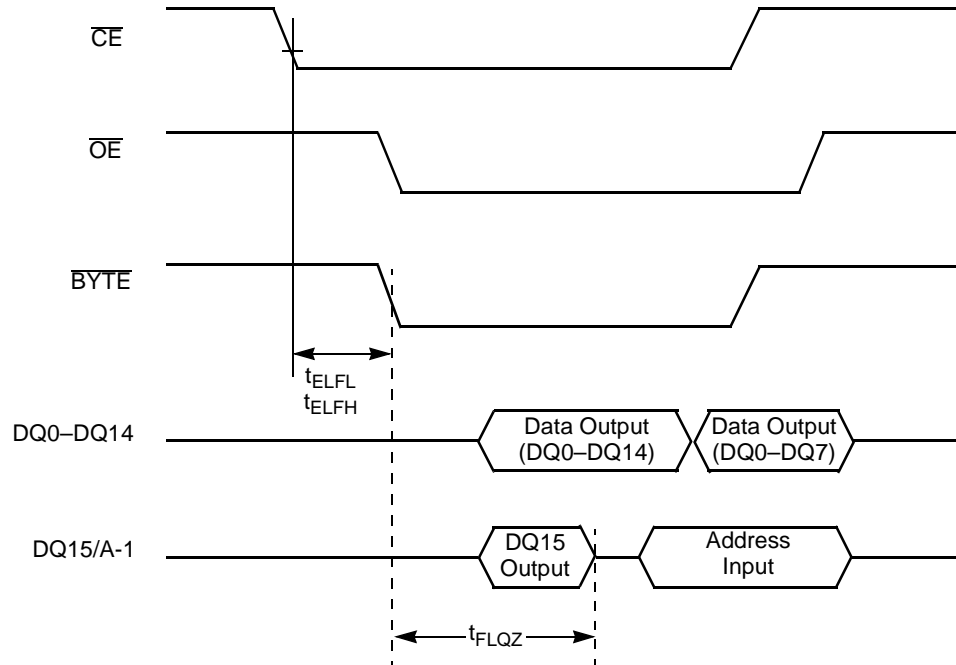 CE
OE
BYTE
tELFL
tELFH
DQ0–DQ14
Data Output
(DQ0–DQ14)
Data Output
(DQ0–DQ7)
DQ15/A-1
DQ15
Output
Address
Input
tFLQZ